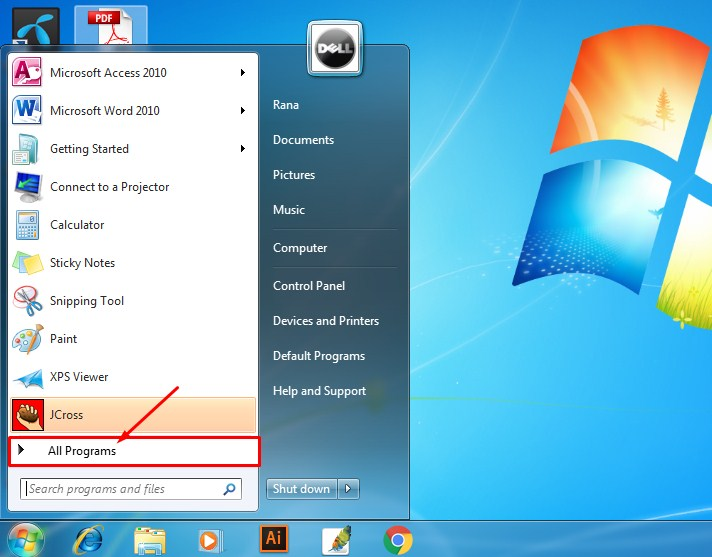 PDF
DELL
Microsoft Access 2010
Microsoft Word 2010
Getting Started
Connect to a Projector
Calculator
Sticky Notes
Snipping Tool
Paint
XPS Viewer
JCross
All Programs
Search programs and files
Rana
Documents
Pictures
Music
Computer
Control Panel
Devices and Printers
Default Programs
Help and Support
Shut down
Ai